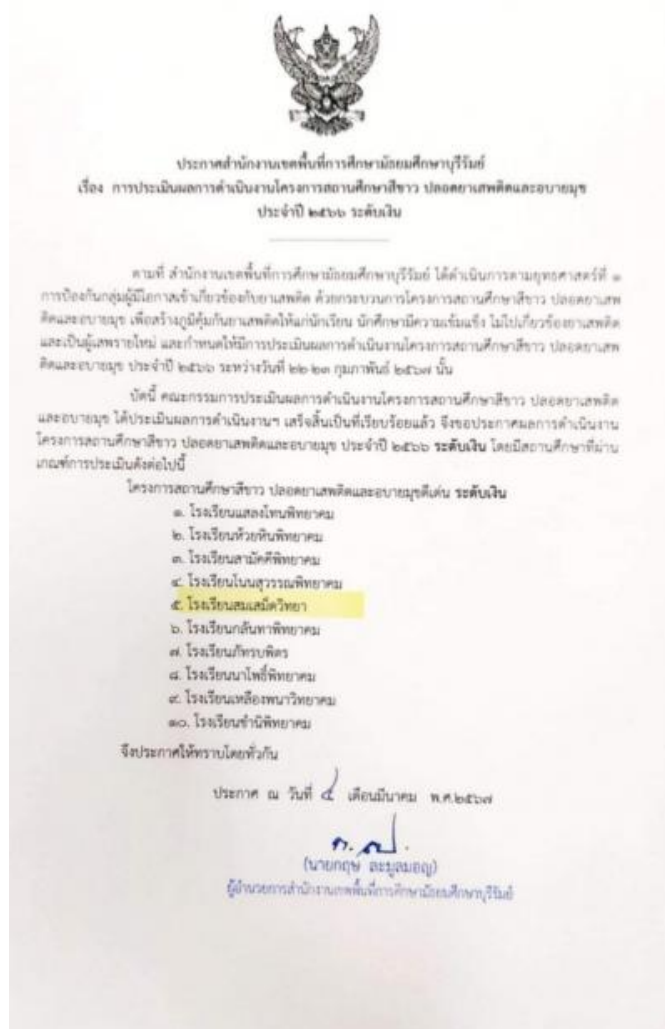 ประกาศสำนักงานเขตพื้นที่การศึกษามัธยมศึกษาบุรีรัมย์
เรื่อง การประเมินผลการดำเนินงานโครงการสถานศึกษาสีขาว ปลอดยาเสพติดและอบายมุข
ประจำปี ๒๕๖๖ ระดับเงิน
ตามที่ สำนักงานเขตพื้นที่การศึกษามัธยมศึกษาบุรีรัมย์ ได้ดำเนินการตามยุทธศาสตร์ที่ ๑
การป้องกันกลุ่มผู้มีโอกาสเข้าเกี่ยวข้องกับยาเสพติด ด้วยกระบวนการโครงการสถานศึกษาสีขาว ปลอดยาเสพ
ติดและอบายมุข เพื่อสร้างภูมิคุ้มกันยาเสพติดให้แก่นักเรียน นักศึกษามีความเข้มแข็ง ไม่ไปเกี่ยวข้องยาเสพติด
และเป็นผู้เสพรายใหม่ และกำหนดให้มีการประเมินผลการดำเนินงานโครงการสถานศึกษาสีขาว ปลอดยาเสพ
ติดและอบายมุข ประจำปี ๒๕๖๖ ระหว่างวันที่ ๒๒-๒๓ กุมภาพันธ์ ๒๕๖๗ นั้น
บัดนี้ คณะกรรมการประเมินผลการดำเนินงานโครงการสถานศึกษาสีขาว ปลอดยาเสพติด
และอบายมุข ได้ประเมินผลการดำเนินงานฯ เสร็จสิ้นเป็นที่เรียบร้อยแล้ว จึงขอประกาศผลการดำเนินงาน
โครงการสถานศึกษาสีขาว ปลอดยาเสพติดและอบายมุข ประจำปี ๒๕๖๖ ระดับเงิน โดยมีสถานศึกษาที่ผ่าน
เกณฑ์การประเมินดังต่อไปนี้
โครงการสถานศึกษาสีขาว ปลอดยาเสพติดและอบายมุขดีเด่น ระดับเงิน
๑. โรงเรียนแสลงโทนพิทยาคม
๒. โรงเรียนห้วยหินพิทยาคม
๓. โรงเรียนสามัคคีพิทยาคม
๔. โรงเรียนโนนสุวรรณพิทยาคม
๕. โรงเรียนสมเสม็ดวิทยา
๖. โรงเรียนกลันทาพิทยาคม
๗. โรงเรียนภัทรบพิตร
๘. โรงเรียนนาโพธิ์พิทยาคม
๙. โรงเรียนเหลืองพนาวิทยาคม
๑๐. โรงเรียนชำนิพิทยาคม
จึงประกาศให้ทราบโดยทั่วกัน
ประกาศ ณ วันที่ ๔ เดือนมีนาคม พ.ศ.๒๕๖๗
(นายกฤษ ละมูลมอญ)
ผู้อำนวยการสำนักงานเขตพื้นที่การศึกษามัธยมศึกษาบุรีรัมย์